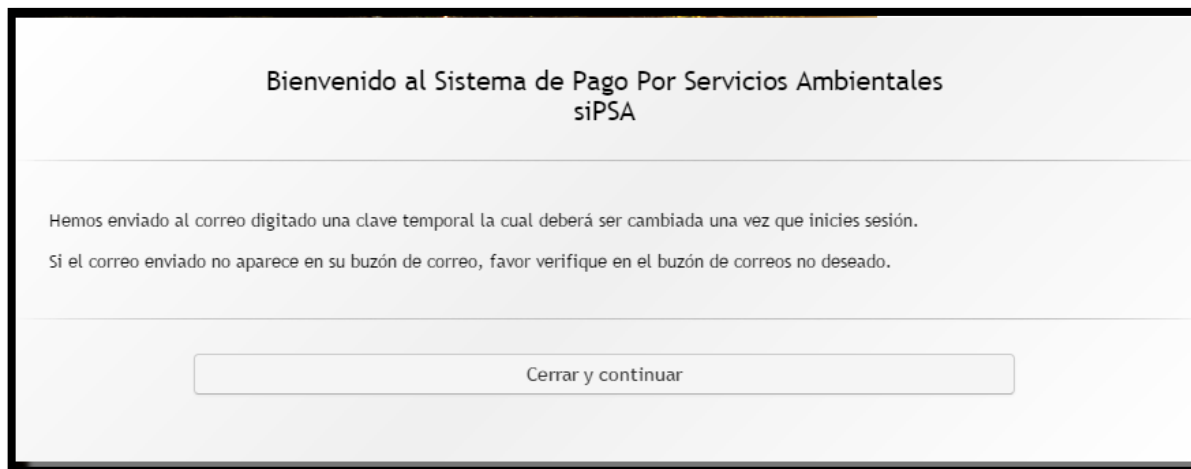 Bienvenido al Sistema de Pago Por Servicios Ambientales
siPSA
Hemos enviado al correo digitado una clave temporal la cual deberá ser cambiada una vez que inicies sesión.
Si el correo enviado no aparece en su buzón de correo, favor verifique en el buzón de correos no deseado.
Cerrar y continuar